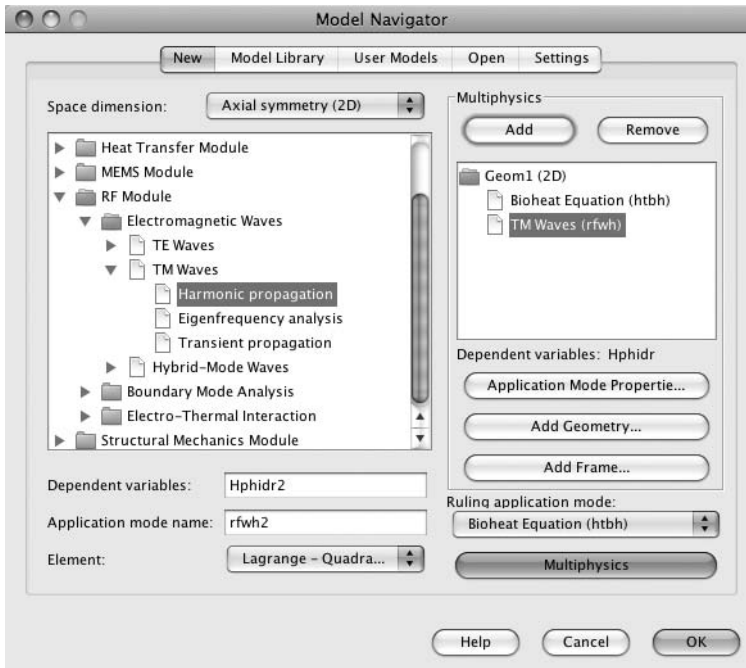 Model Navigator
New Model Library User Models Open Settings
Space dimension: Axial symmetry (2D)
Heat Transfer Module
MEMS Module
RF Module
Electromagnetic Waves
TE Waves
TM Waves
Harmonic propagation
Eigenfrequency analysis
Transient propagation
Hybrid-Mode Waves
Boundary Mode Analysis
Electro-Thermal Interaction
Structural Mechanics Module
Dependent variables: Hphidr2
Application mode name: rfwh2
Element: Lagrange - Quadra...
Multiphysics
Add Remove
Geom1 (2D)
Bioheat Equation (htbh)
TM Waves (rfwh)
Dependent variables: Hphidr
Application Mode Propertie...
Add Geometry...
Add Frame...
Ruling application mode:
Bioheat Equation (htbh)
Multiphysics
Help Cancel OK